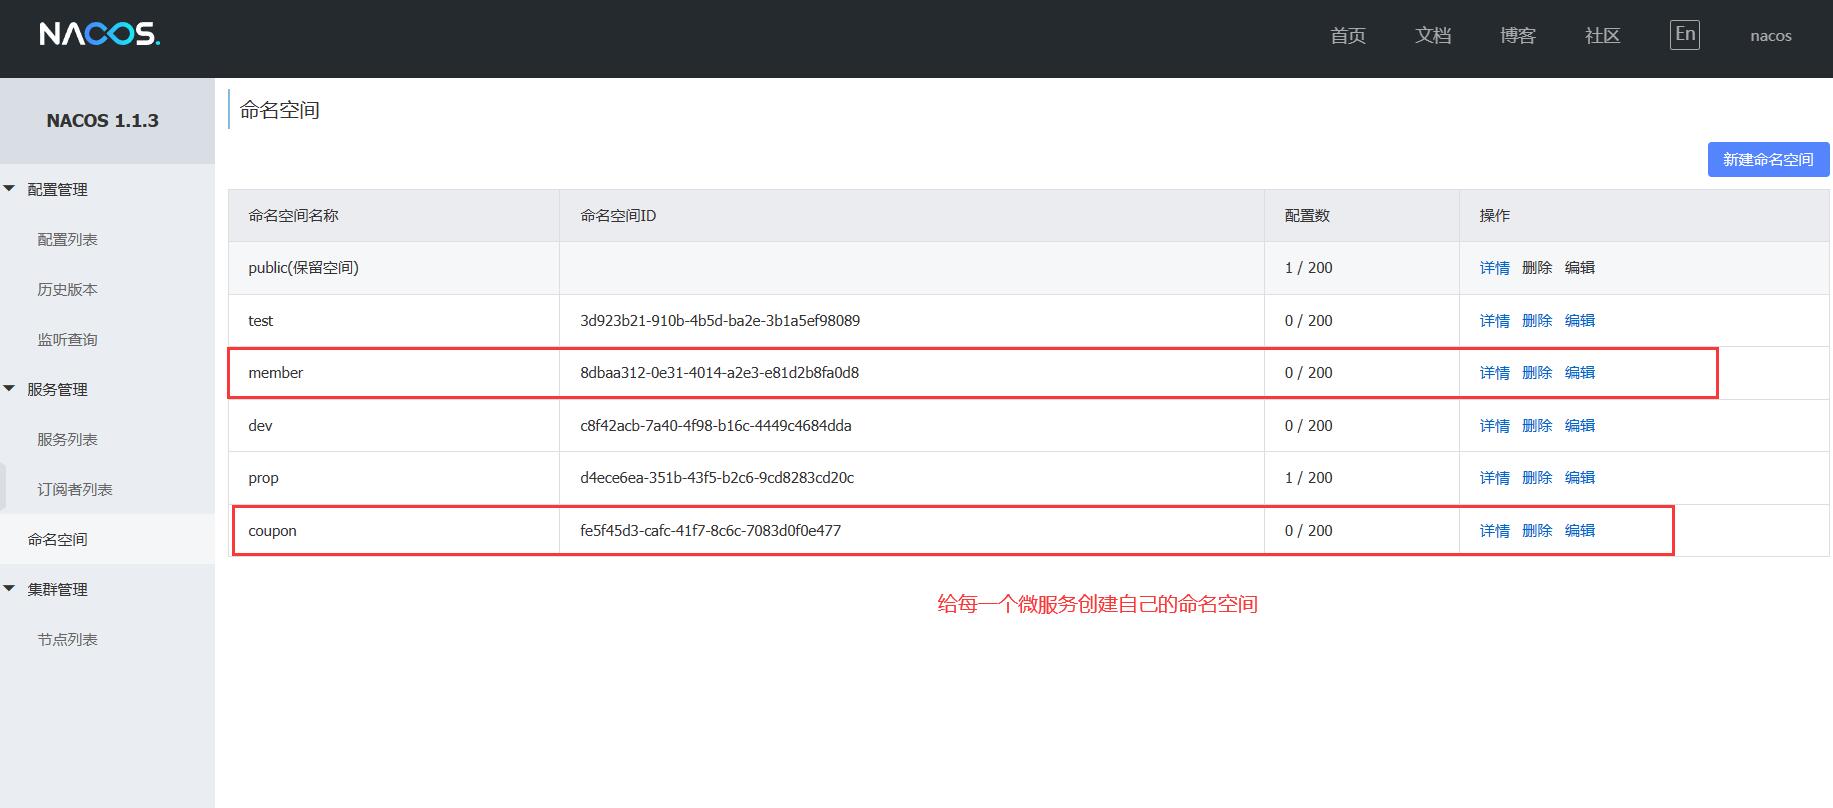 NACOS.
首页 文档 博客 社区 En nacos
NACOS 1.1.3
配置管理
配置列表
历史版本
监听查询
服务管理
服务列表
订阅者列表
命名空间
集群管理
节点列表
命名空间
新建命名空间
命名空间名称 命名空间ID 配置数 操作
public(保留空间) 1 / 200 详情 删除 编辑
test 3d923b21-910b-4b5d-ba2e-3b1a5ef98089 0 / 200 详情 删除 编辑
member 8dbaa312-0e31-4014-a2e3-e81d2b8fa0d8 0 / 200 详情 删除 编辑
dev c8f42acb-7a40-4f98-b16c-4449c4684dda 0 / 200 详情 删除 编辑
prop d4ece6ea-351b-43f5-b2c6-9cd8283cd20c 1 / 200 详情 删除 编辑
coupon fe5f45d3-cafc-41f7-8c6c-7083d0f0e477 0 / 200 详情 删除 编辑
给每一个微服务创建自己的命名空间